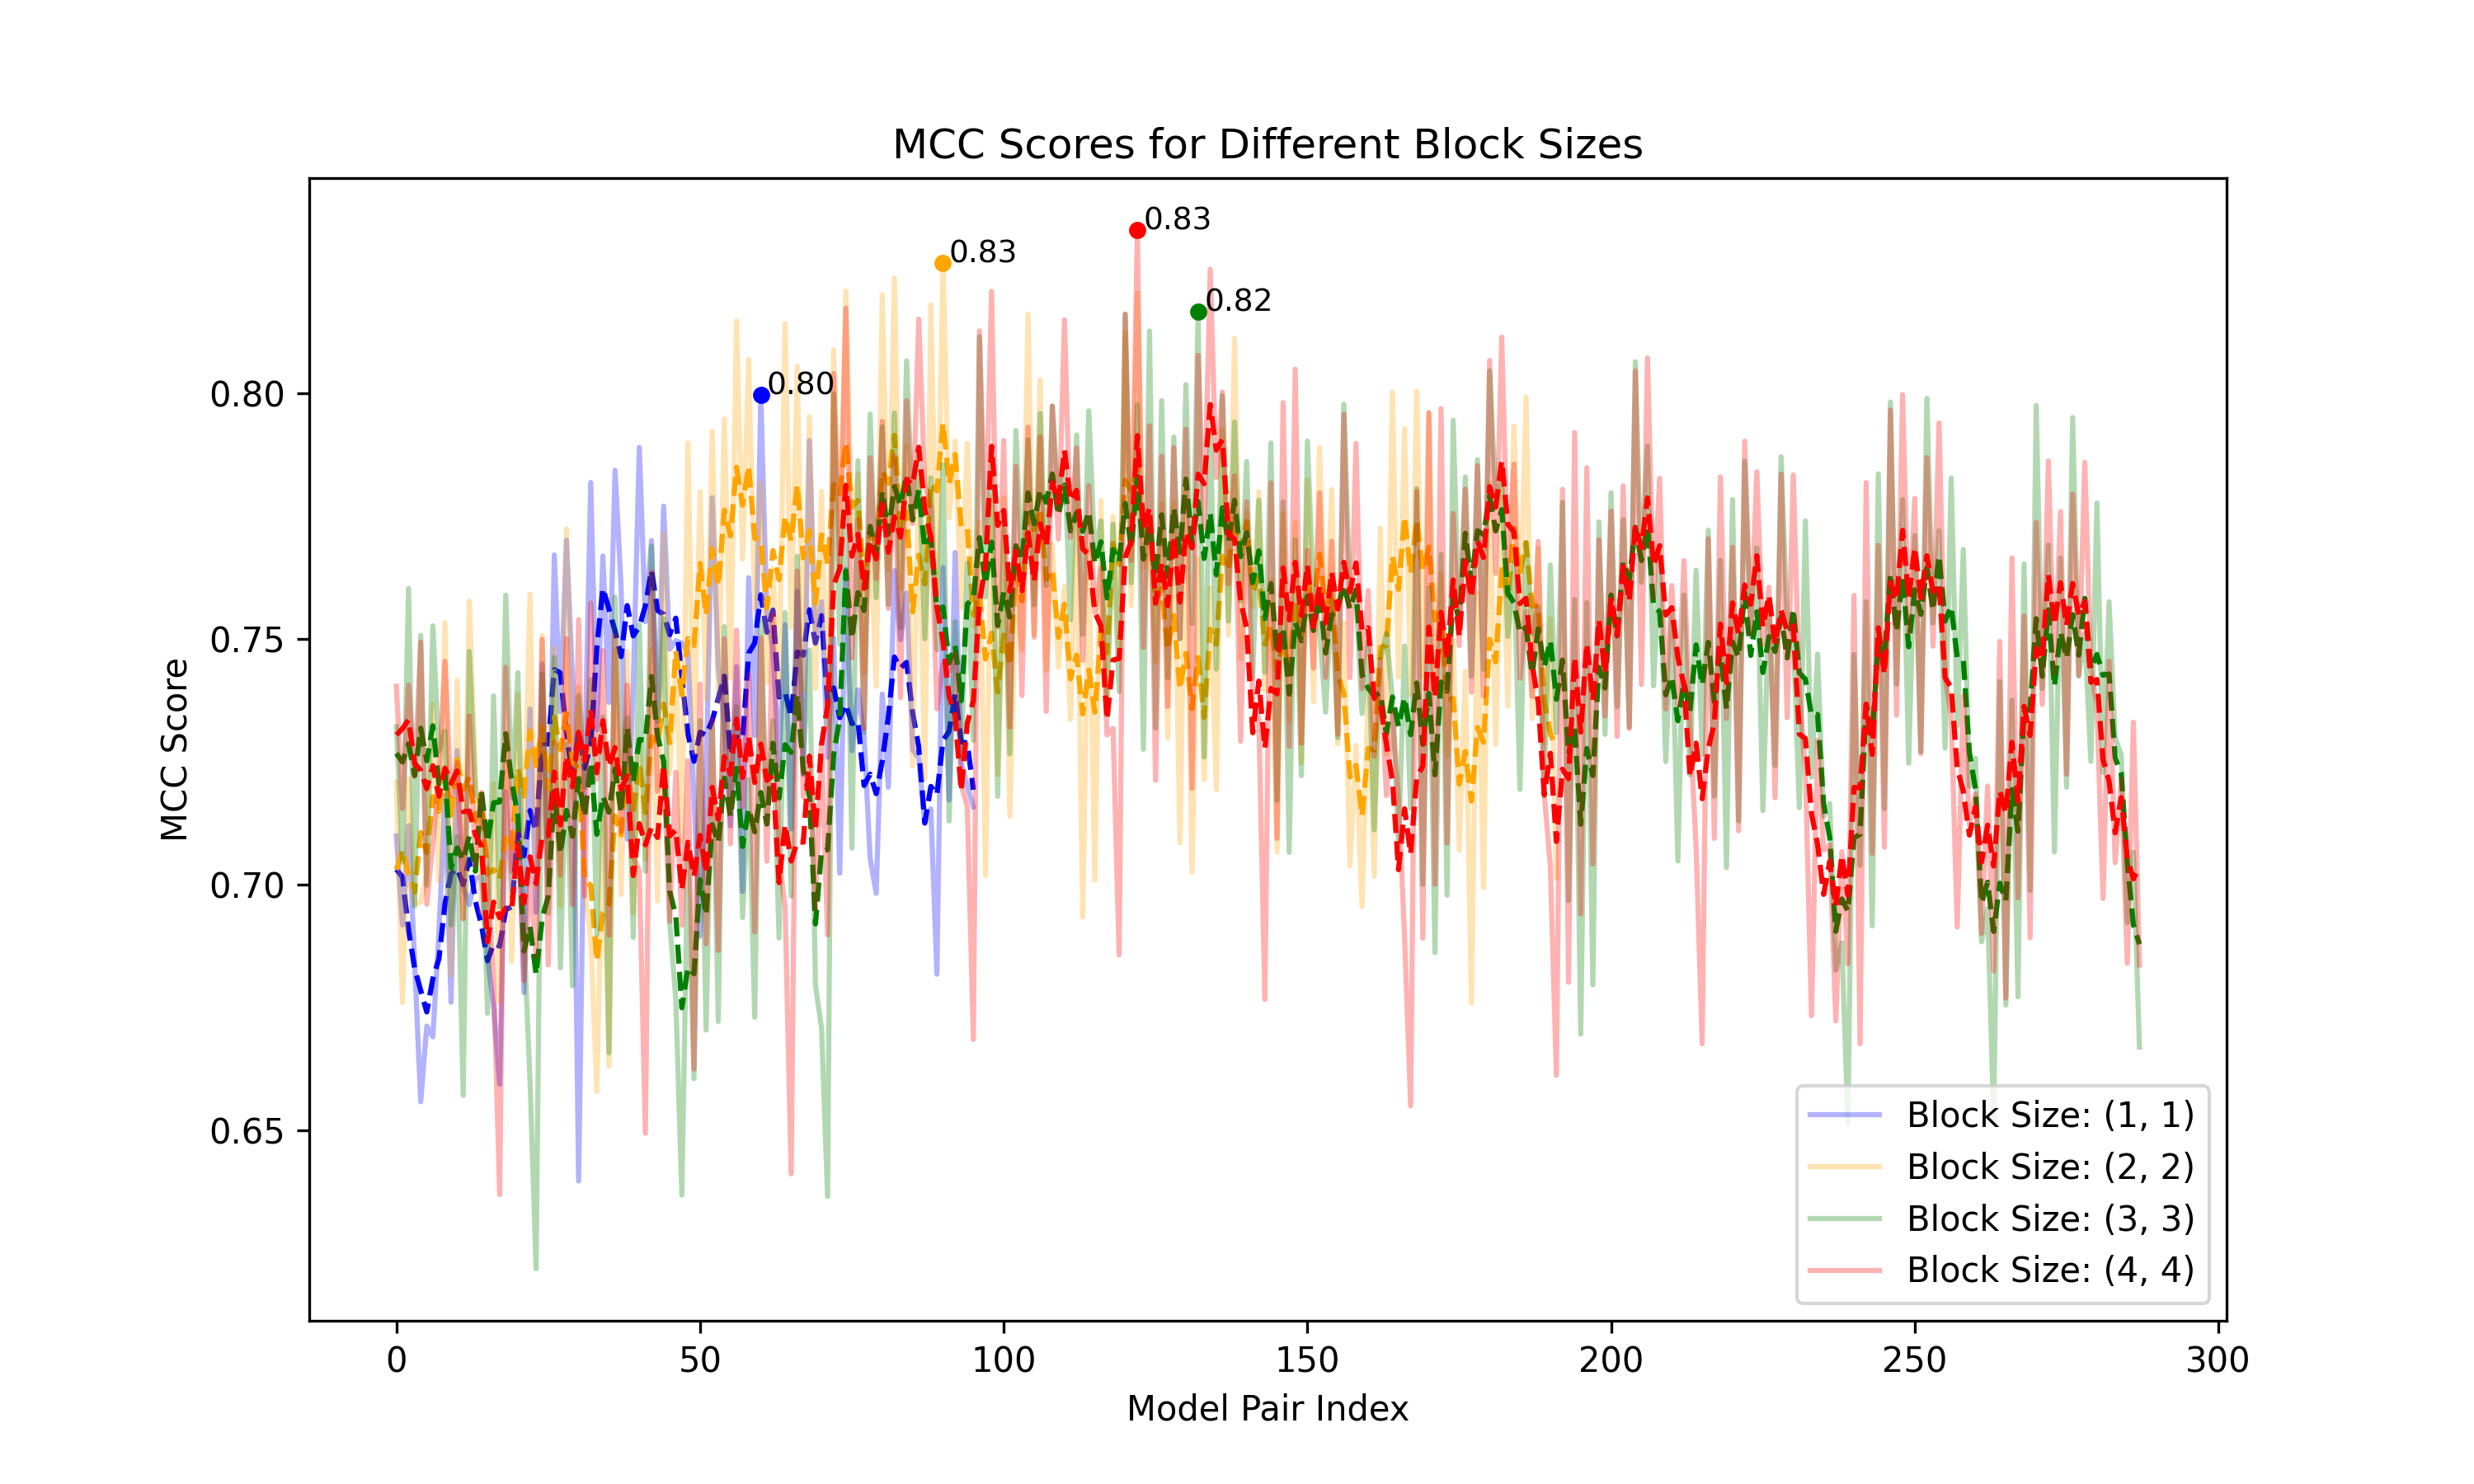 MCC Scores for Different Block Sizes
0.83
0.83
0.82
0.80
MCC Score
0.80
0.75
0.70
0.65
0
50
100
150
200
250
300
Model Pair Index
Block Size: (1, 1)
Block Size: (2, 2)
Block Size: (3, 3)
Block Size: (4, 4)